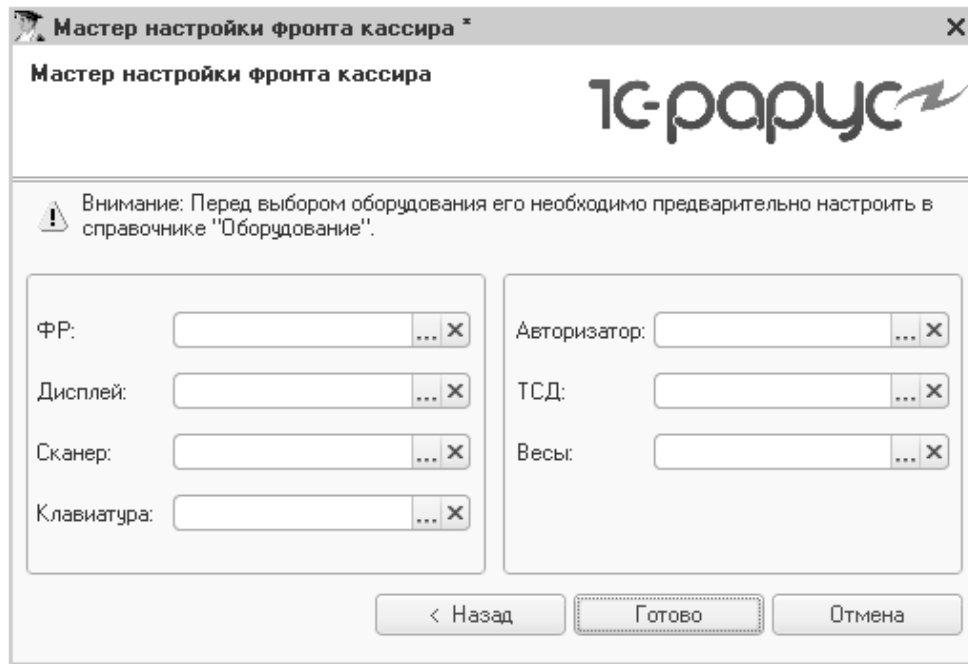 Мастер настройки фронта кассира *
Мастер настройки фронта кассира
1С-рарус
Внимание: Перед выбором оборудования его необходимо предварительно настроить в
справочнике "Оборудование".
ФР:
...
Дисплей:
...
Сканер:
...
Клавиатура:
...
Авторизатор:
...
ТСД:
...
Весы:
...
< Назад
Готово
Отмена